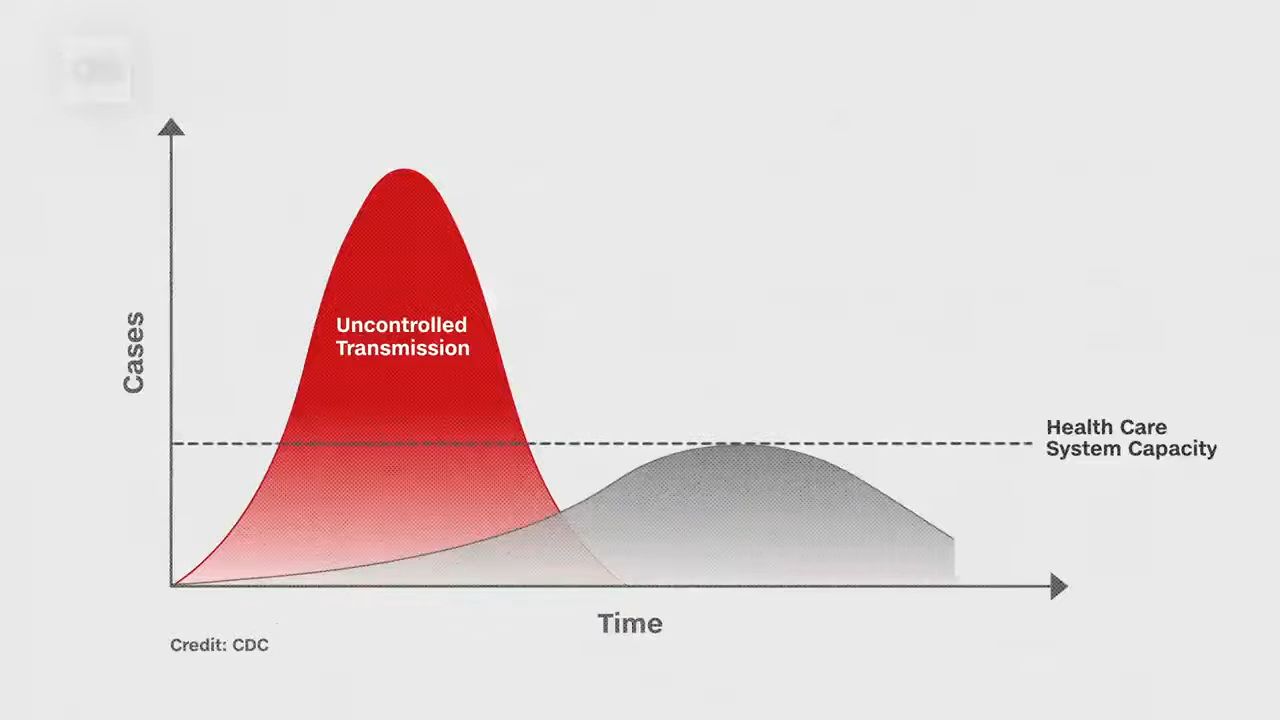 Uncontrolled
Transmission
Cases
Health Care
System Capacity
Time
Credit: CDC